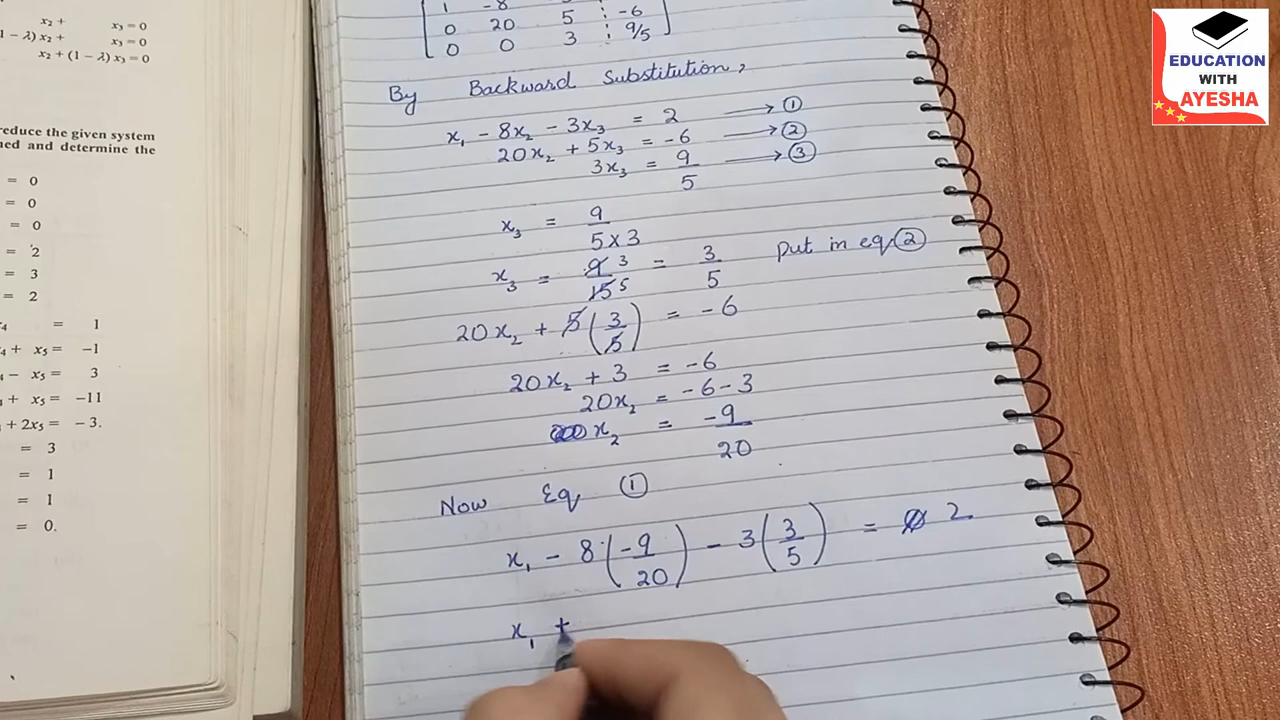 x₂ + x₃ = 0
1 − λ) x₂ + x₃ = 0
x₂ + (1 − λ) x₃ = 0
reduce the given system
and determine the
= 0
= 0
= 0
= 2
= 3
= 2
= 1
+ x₅ = −1
− x₅ = 3
+ x₅ = −11
+ 2x₅ = −3.
= 3
= 1
= 1
= 0.
1 -8
0 20 5 ⋮ -6
0 0 3 ⋮ 9/5
By Backward Substitution,
x₁ - 8x₂ - 3x₃ = 2 → ①
20x₂ + 5x₃ = -6 → ②
3x₃ = 9/5 → ③
x₃ = 9/(5×3)
x₃ = 9 3/15 5 = 3/5 Put in eq ②
20x₂ + 5(3/5) = -6
20x₂ + 3 = -6
20x₂ = -6-3
x₂ = -9/20
Now Eq ①
x₁ - 8(-9/20) - 3(3/5) = 2
x₁ +
EDUCATION
WITH
AYESHA